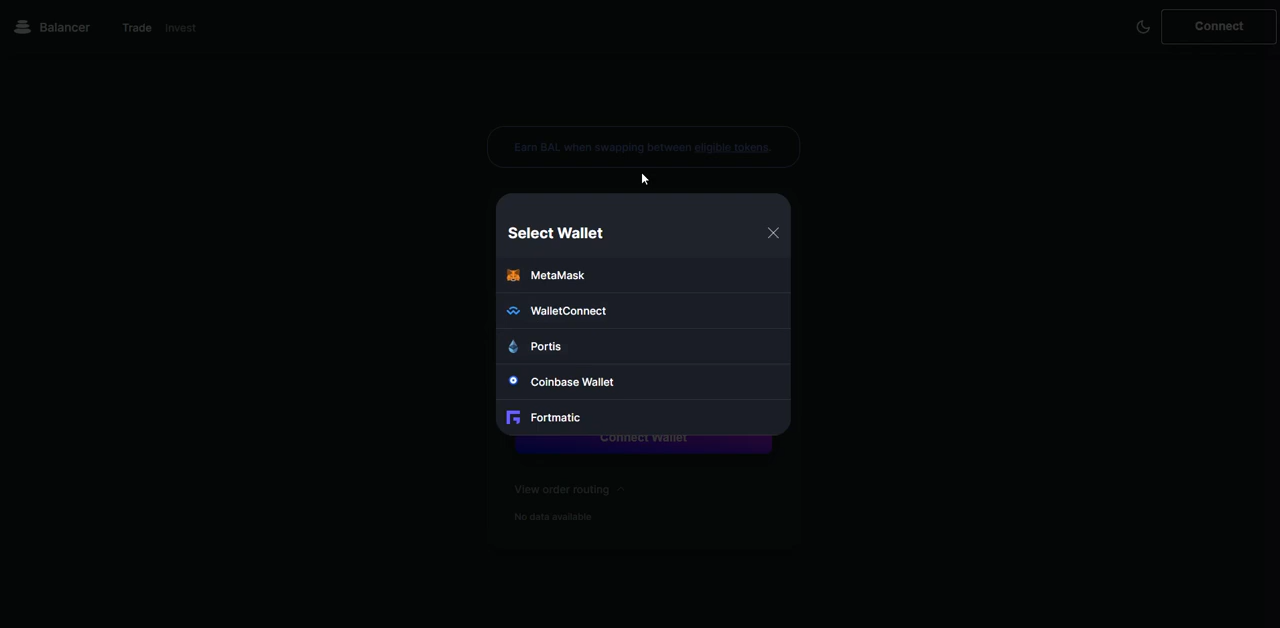 Balancer
Trade Invest
Connect
Earn BAL when swapping between eligible tokens.
Select Wallet
MetaMask
WalletConnect
Portis
Coinbase Wallet
Fortmatic
Connect Wallet
View order routing
No data available